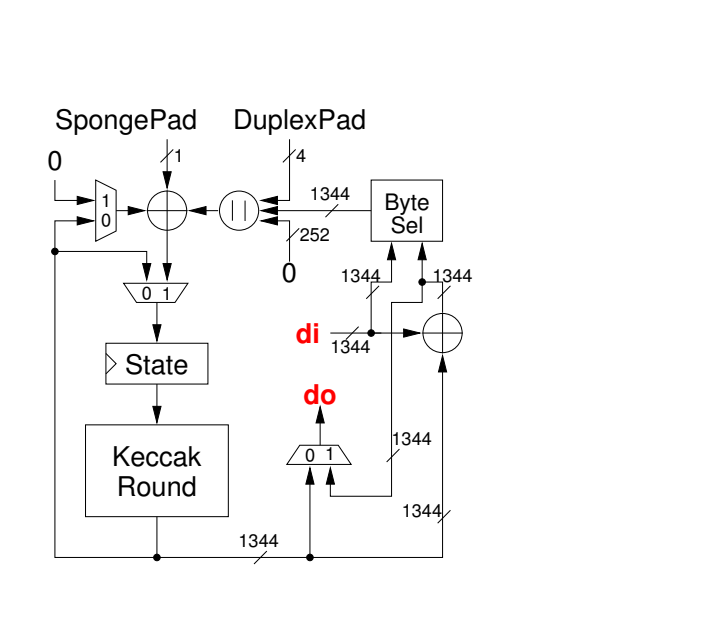 SpongePad
DuplexPad
0
1
4
1
0
| |
1344
Byte
Sel
252
0
1344
1344
0 1
di
1344
State
do
Keccak
Round
0 1
1344
1344
1344